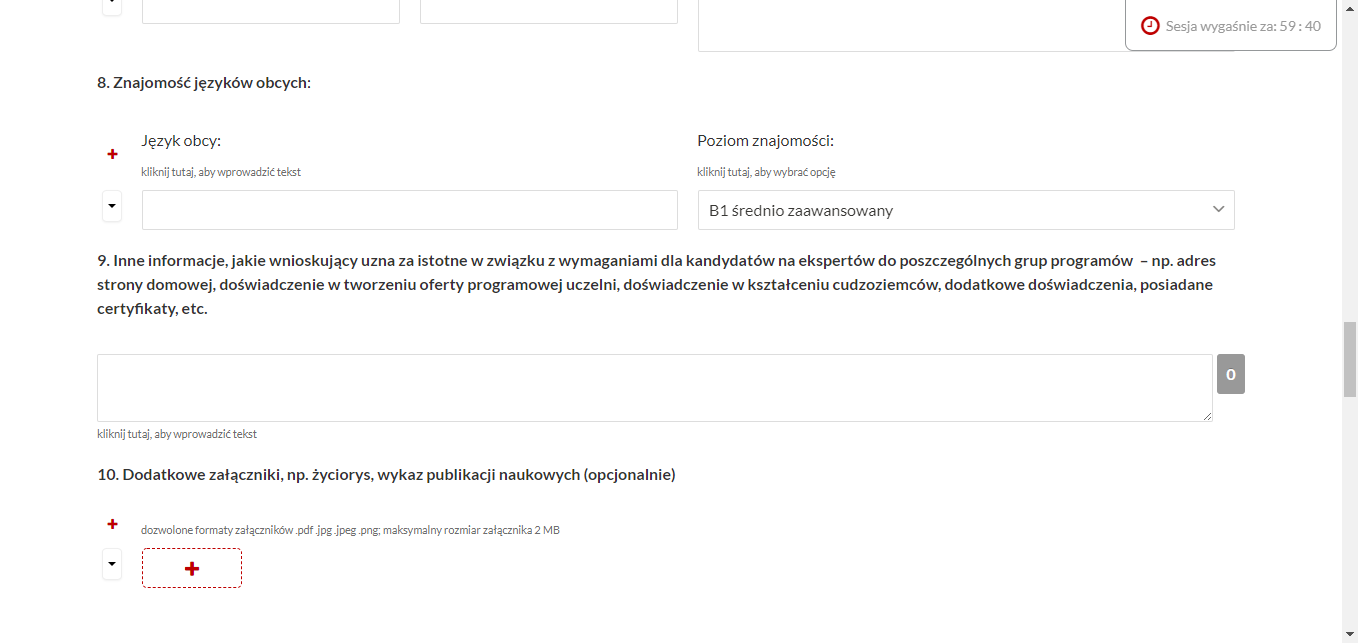 Sesja wygaśnie za: 59 : 40
8. Znajomość języków obcych:
Język obcy:
Poziom znajomości:
kliknij tutaj, aby wprowadzić tekst
kliknij tutaj, aby wybrać opcję
B1 średnio zaawansowany
9. Inne informacje, jakie wnioskujący uzna za istotne w związku z wymaganiami dla kandydatów na ekspertów do poszczególnych grup programów – np. adres
strony domowej, doświadczenie w tworzeniu oferty programowej uczelni, doświadczenie w kształceniu cudzoziemców, dodatkowe doświadczenia, posiadane
certyfikaty, etc.
0
kliknij tutaj, aby wprowadzić tekst
10. Dodatkowe załączniki, np. życiorys, wykaz publikacji naukowych (opcjonalnie)
dozwolone formaty załączników .pdf .jpg .jpeg .png; maksymalny rozmiar załącznika 2 MB